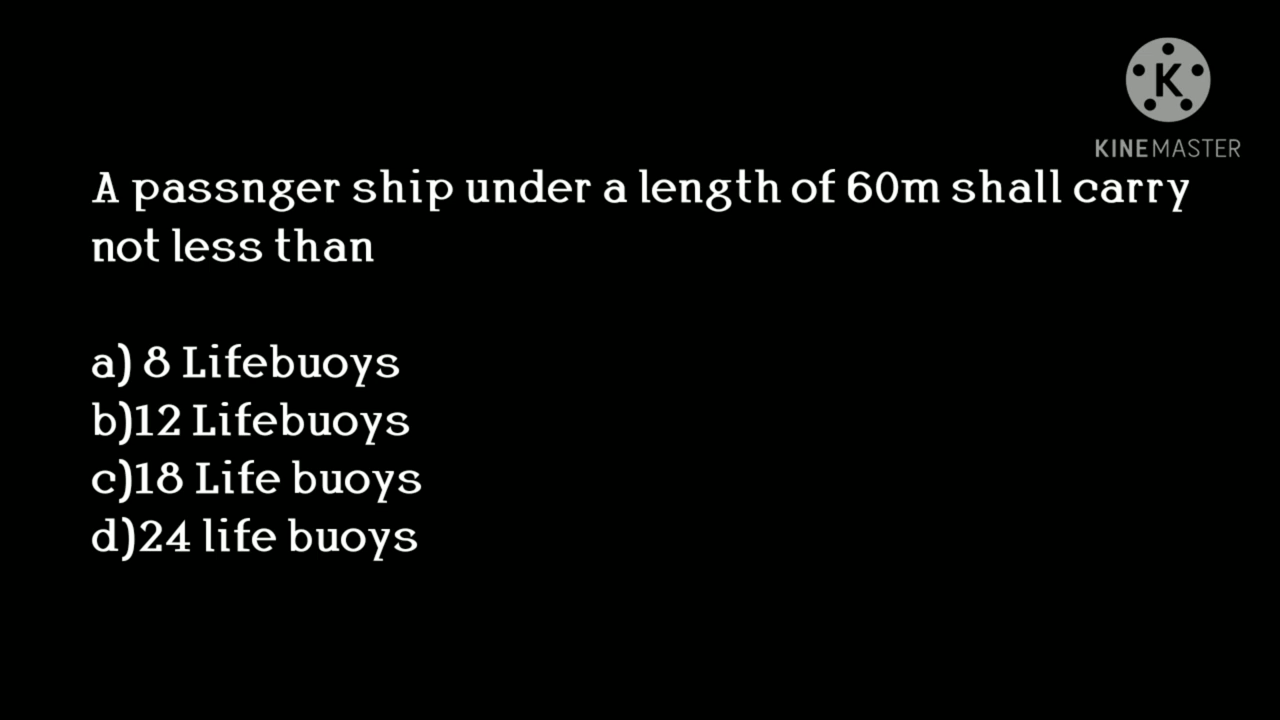 K
KINEMASTER
A passnger ship under a length of 60m shall carry
not less than
a) 8 Lifebuoys
b)12 Lifebuoys
c)18 Life buoys
d)24 life buoys